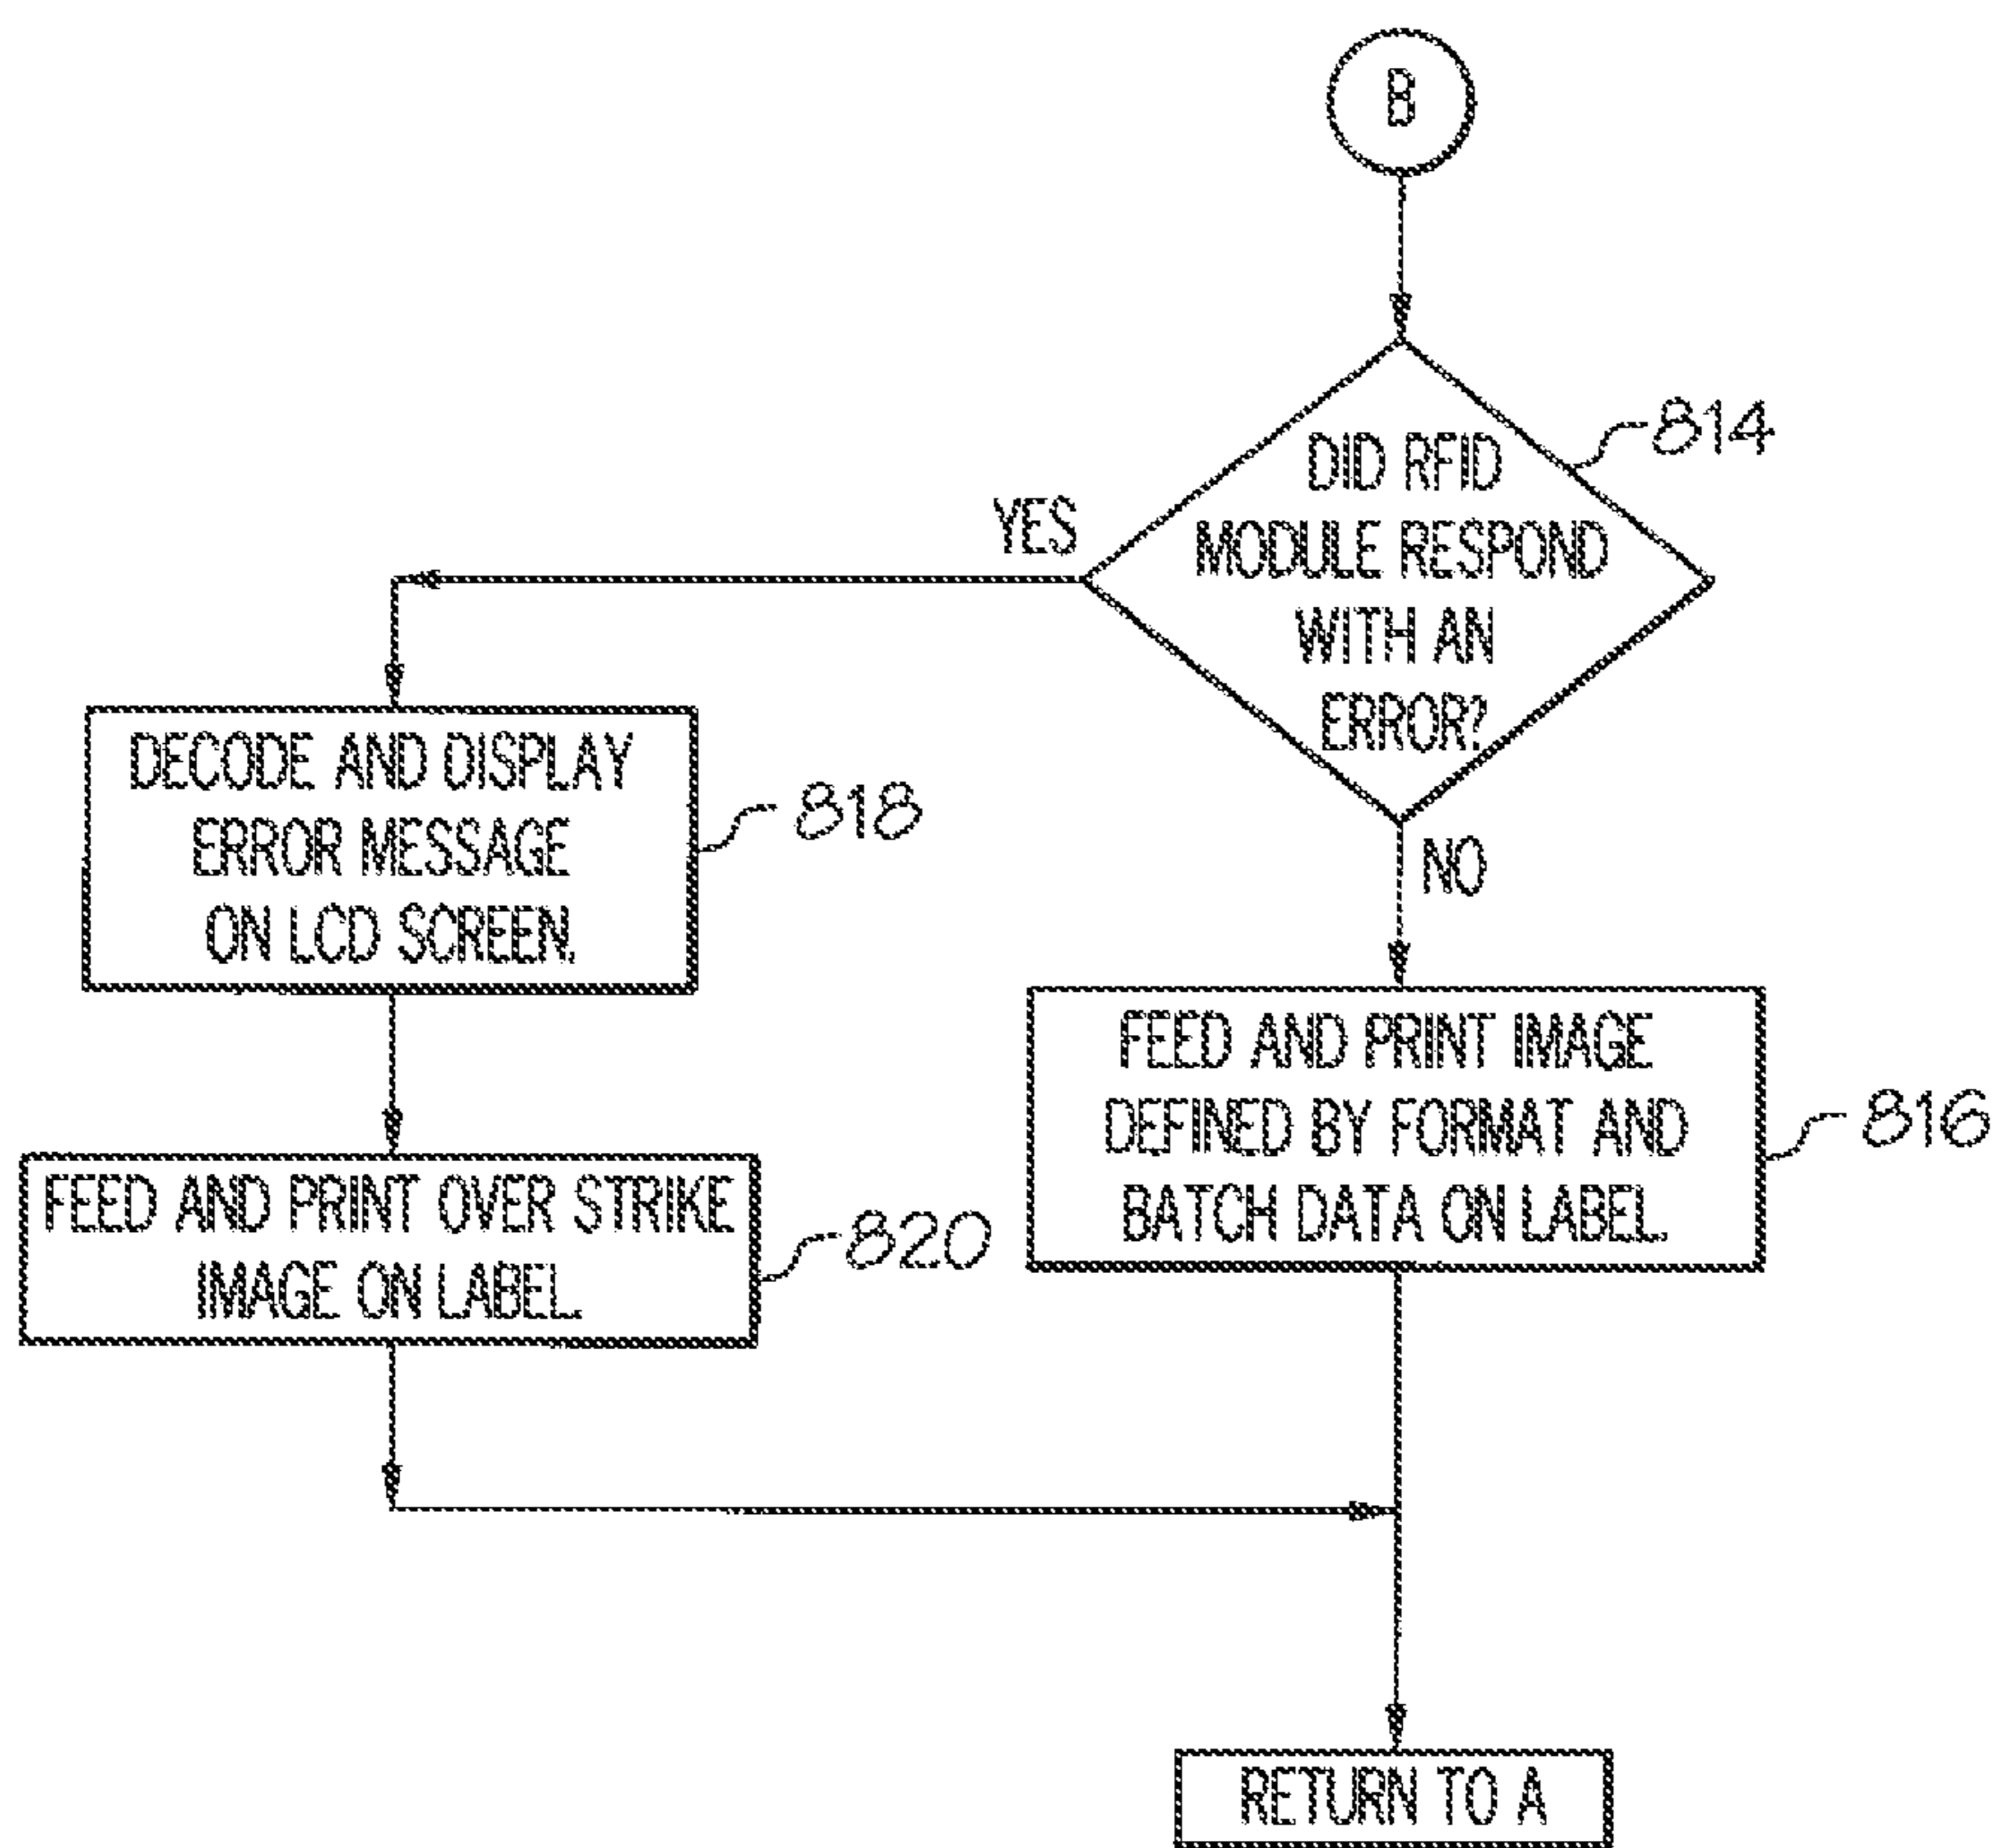 B
DID RFID
MODULE RESPOND
WITH AN
ERROR?
814
YES
NO
DECODE AND DISPLAY
ERROR MESSAGE
ON LCD SCREEN.
818
FEED AND PRINT IMAGE
DEFINED BY FORMAT AND
BATCH DATA ON LABEL.
816
FEED AND PRINT OVER STRIKE
IMAGE ON LABEL.
820
RETURN TO A